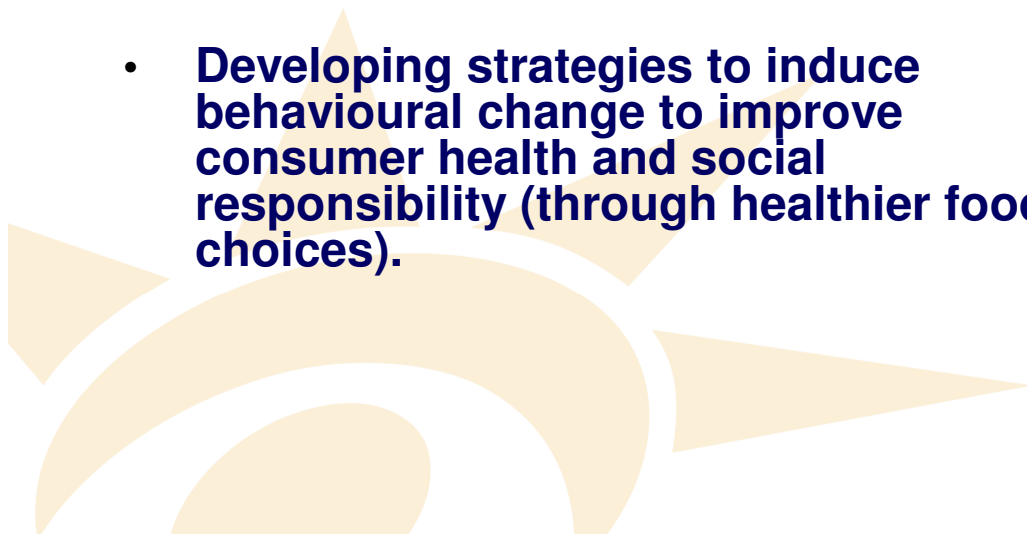 • Developing strategies to induce
behavioural change to improve
consumer health and social
responsibility (through healthier foo
choices).